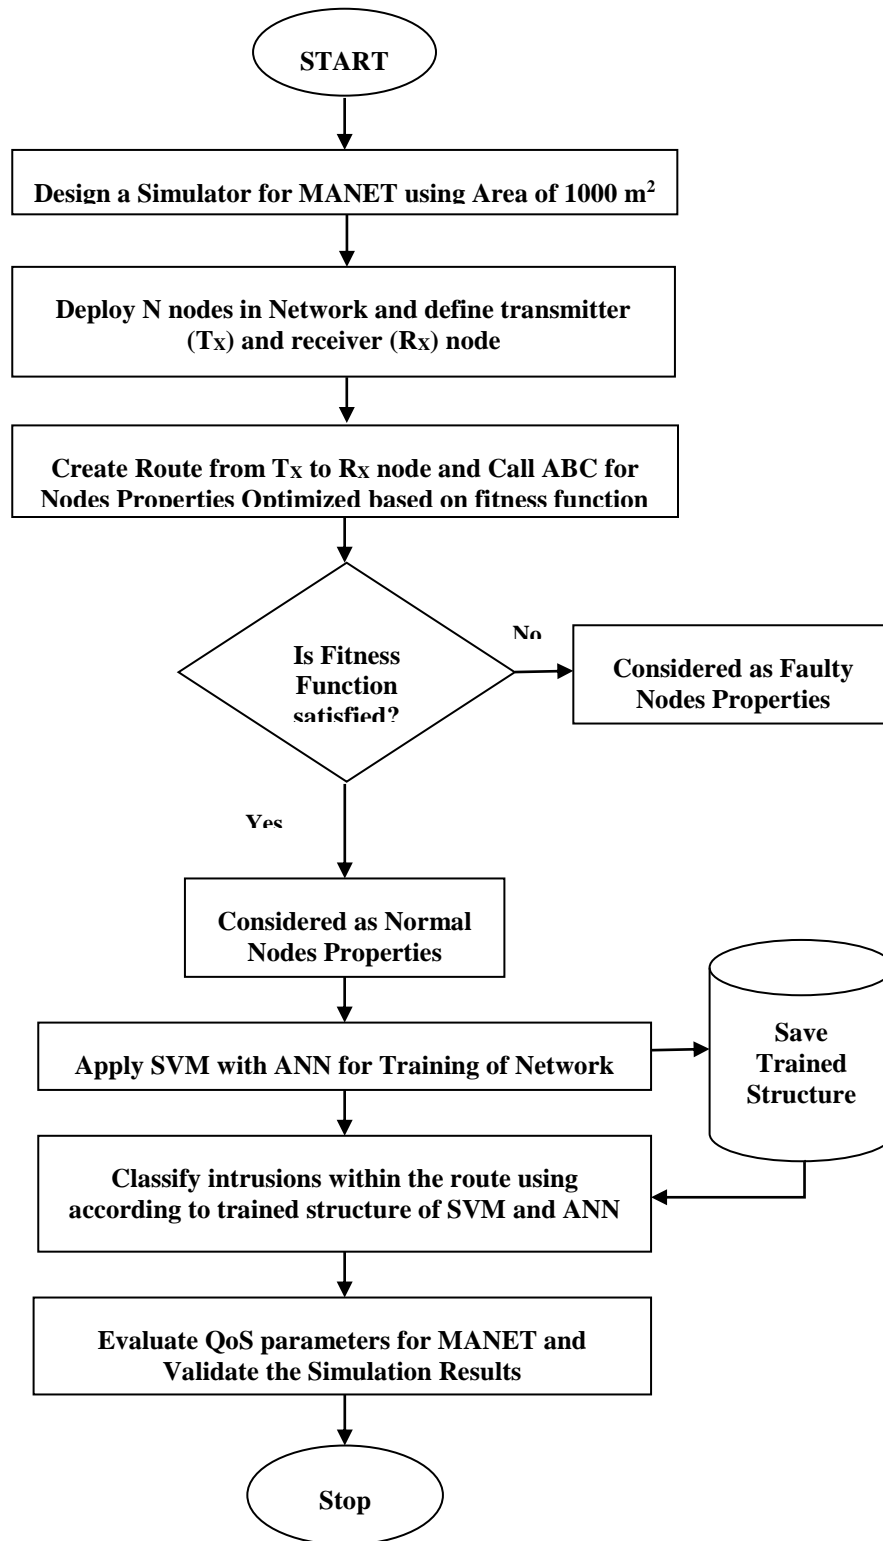 START
Design a Simulator for MANET using Area of 1000 m²
Deploy N nodes in Network and define transmitter
(Tx) and receiver (Rx) node
Create Route from Tx to Rx node and Call ABC for
Nodes Properties Optimized based on fitness function
Is Fitness
Function
satisfied?
No
Considered as Faulty
Nodes Properties
Yes
Considered as Normal
Nodes Properties
Apply SVM with ANN for Training of Network
Save
Trained
Structure
Classify intrusions within the route using
according to trained structure of SVM and ANN
Evaluate QoS parameters for MANET and
Validate the Simulation Results
Stop